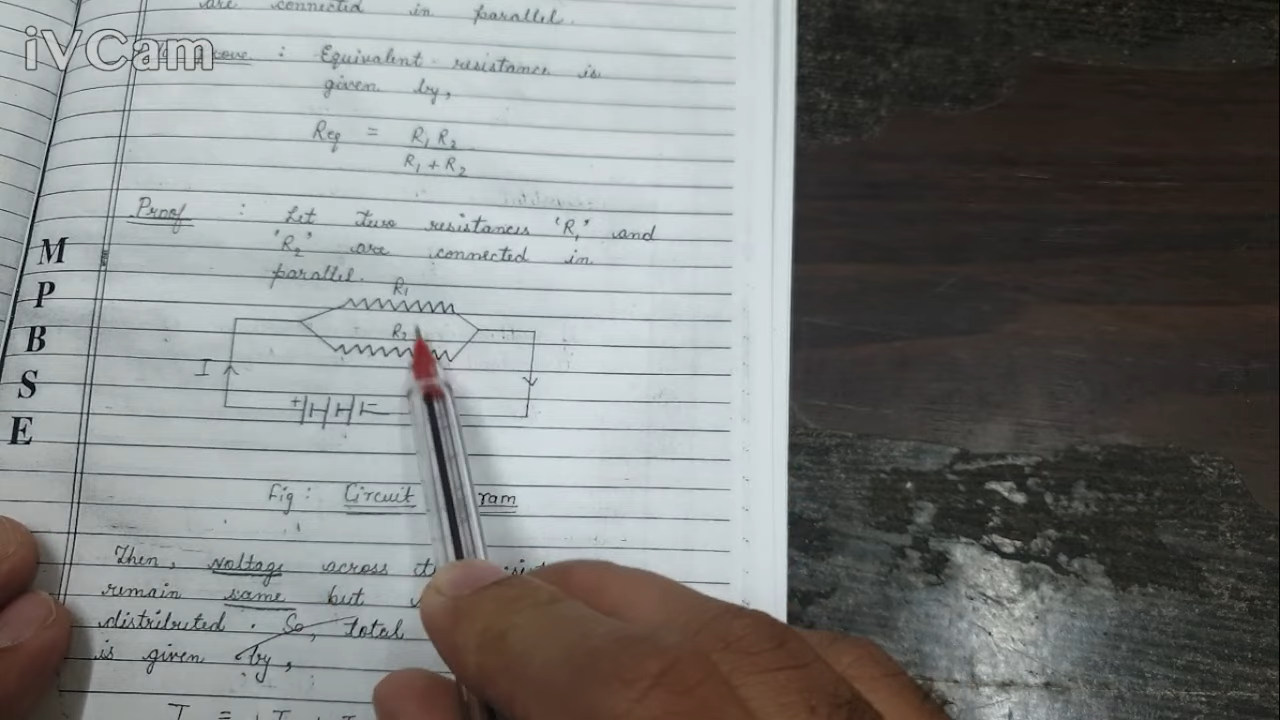 are connected in parallel.
iVCam
Prove : Equivalent resistance is
given by,
Req = R₁ R₂
R₁ + R₂
Proof : Let two resistances 'R₁' and
'R₂' are connected in
parallel.
R₁
R₂
I
+
Fig : Circuit
M
P
B
S
E
Then, voltage across
remain same but
distributed. So, total
is given by,
I = I